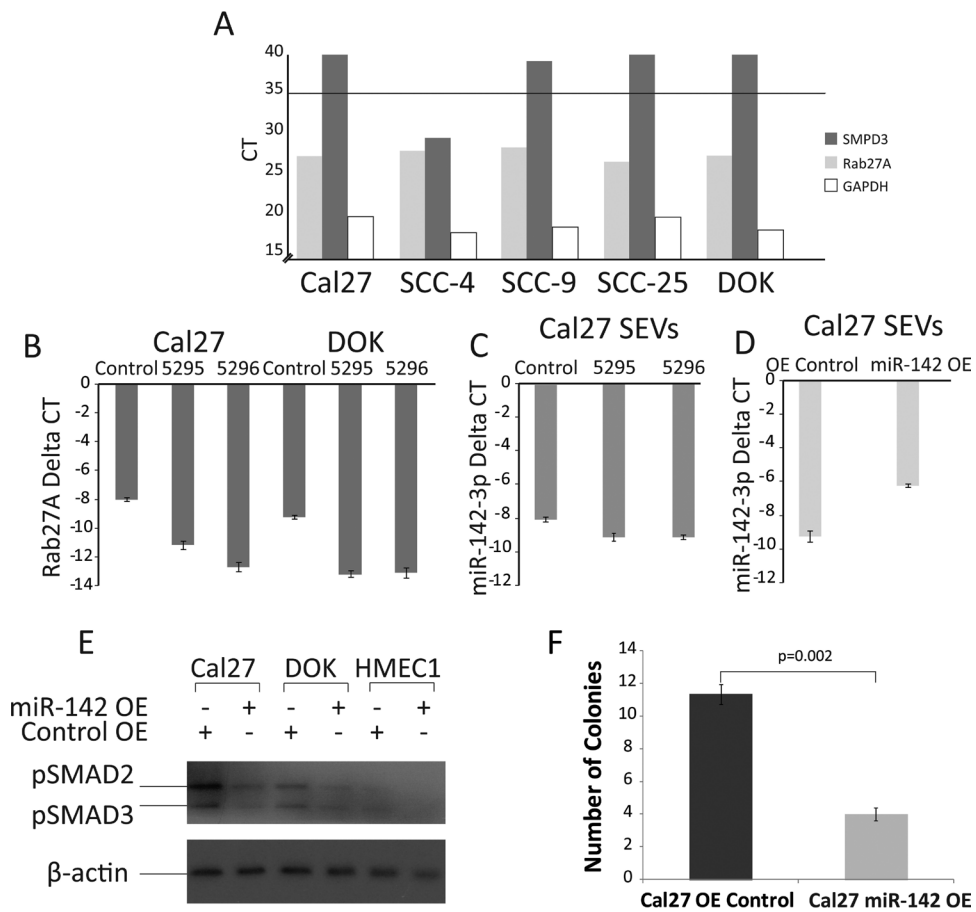 A
CT
40
35
30
25
20
15
SMPD3
Rab27A
GAPDH
Cal27 SCC-4 SCC-9 SCC-25 DOK
B
Cal27 DOK
Control 5295 5296 Control 5295 5296
Rab27A Delta CT
0
-2
-4
-6
-8
-10
-12
-14
C
Cal27 SEVs
Control 5295 5296
miR-142-3p Delta CT
0
-2
-4
-6
-8
-10
-12
D
Cal27 SEVs
OE Control miR-142 OE
miR-142-3p Delta CT
0
-2
-4
-6
-8
-10
-12
E
Cal27 DOK HMEC1
miR-142 OE - + - + - +
Control OE + - + - + -
pSMAD2
pSMAD3
β-actin
F
Number of Colonies
14
12
10
8
6
4
2
0
p=0.002
Cal27 OE Control Cal27 miR-142 OE